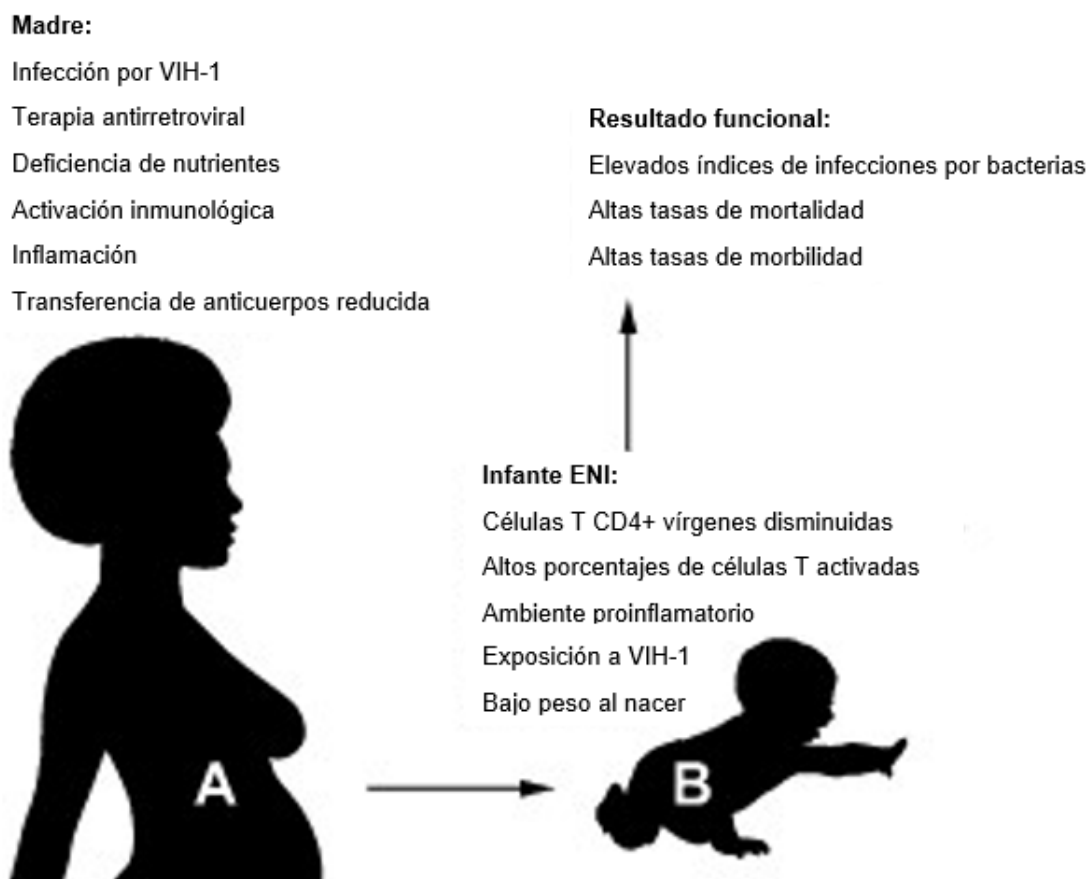 Madre:
Infección por VIH-1
Terapia antirretroviral
Deficiencia de nutrientes
Activación inmunológica
Inflamación
Transferencia de anticuerpos reducida
Resultado funcional:
Elevados índices de infecciones por bacterias
Altas tasas de mortalidad
Altas tasas de morbilidad
Infante ENI:
Células T CD4+ vírgenes disminuidas
Altos porcentajes de células T activadas
Ambiente proinflamatorio
Exposición a VIH-1
Bajo peso al nacer
A
B